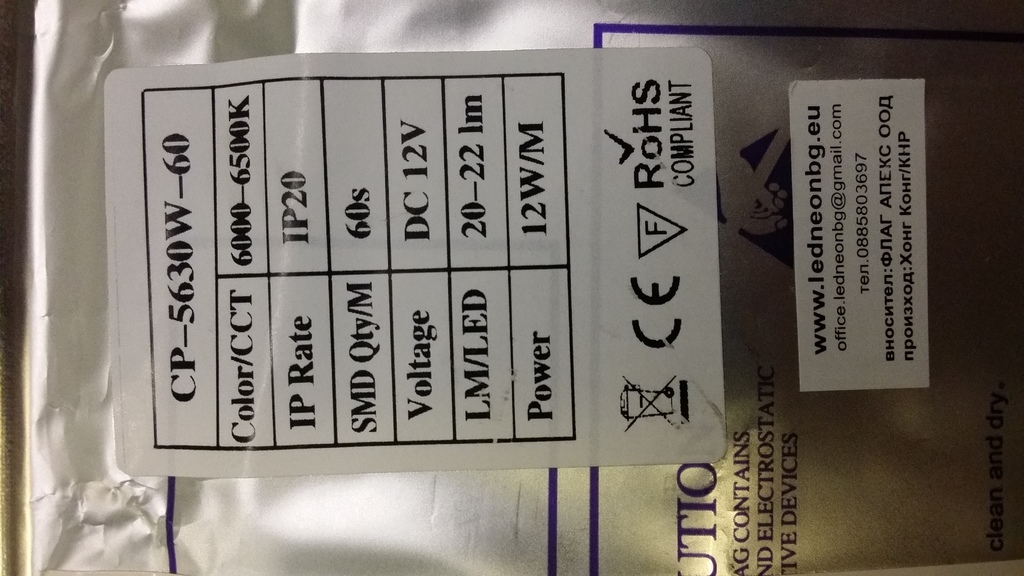 CP-5630W-60
Color/CCT 6000-6500K
IP Rate IP20
SMD Qty/M 60s
Voltage DC 12V
LM/LED 20-22 lm
Power 12W/M
CE F RoHS
COMPLIANT
www.ledneonbg.eu
office.ledneonbg@gmail.com
тел.0885803697
вносител:ФЛАГ АПЕКС ООД
произход:Хонг Конг/КНР
UTIO
AG CONTAINS
ND ELECTROSTATIC
TIVE DEVICES
clean and dry.